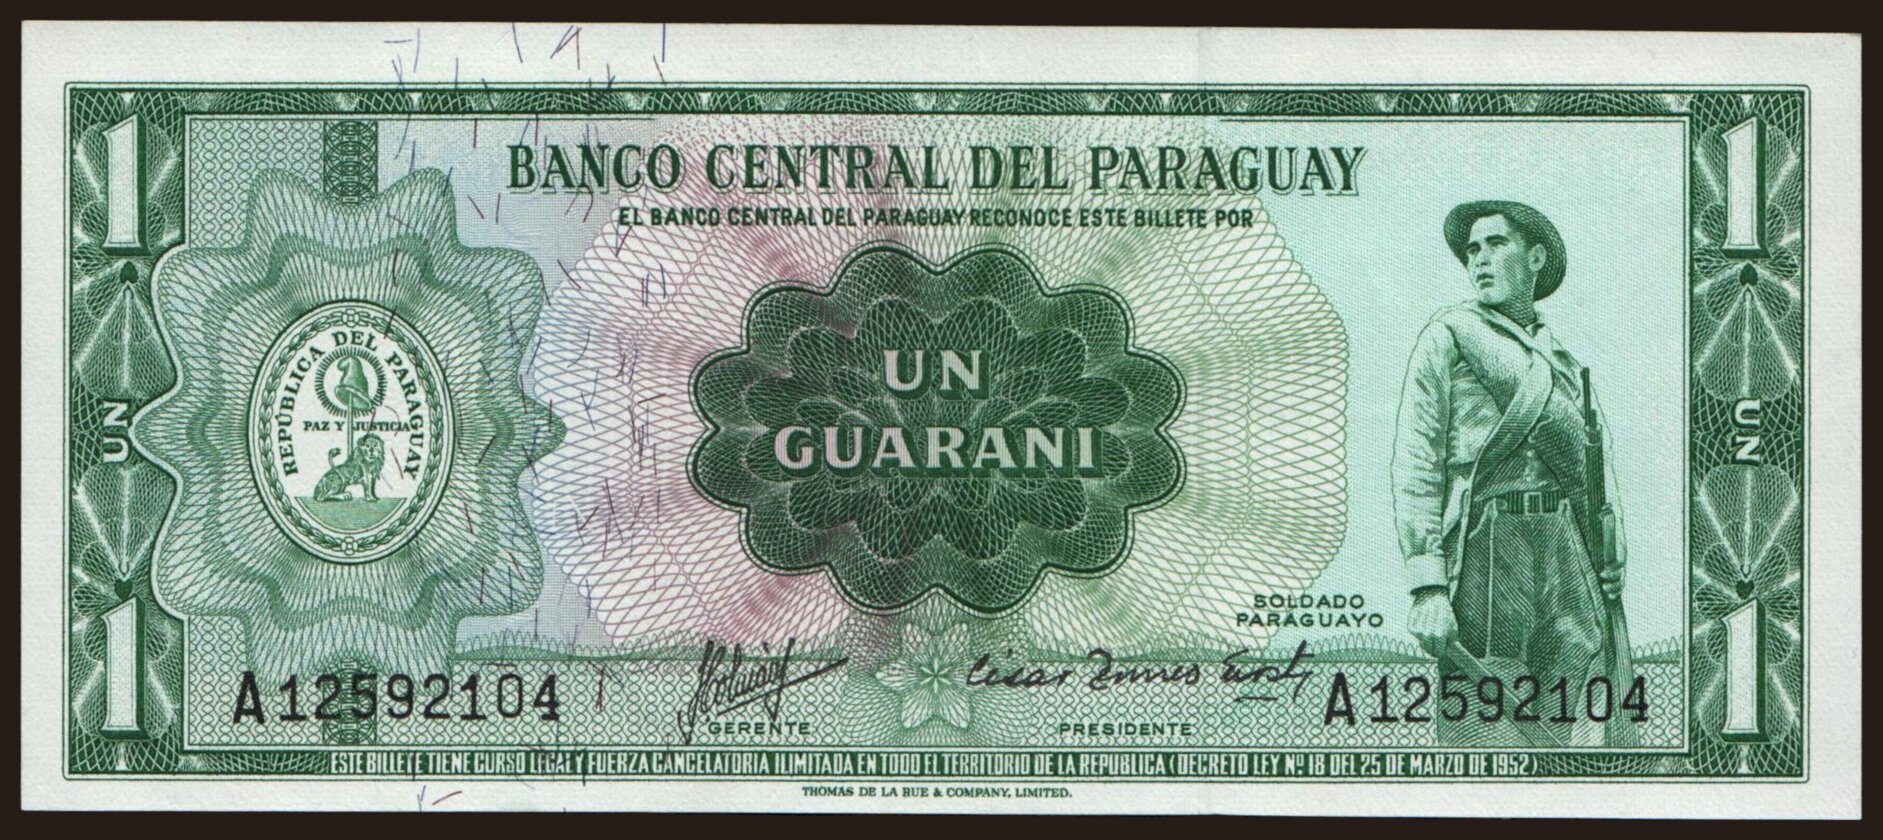 1
1
BANCO CENTRAL DEL PARAGUAY
EL BANCO CENTRAL DEL PARAGUAY RECONOCE ESTE BILLETE POR
REPÚBLICA DEL PARAGUAY
PAZ Y JUSTICIA
UN
GUARANI
UN
UN
SOLDADO
PARAGUAYO
1
1
A12592104
A12592104
GERENTE
PRESIDENTE
ESTE BILLETE TIENE CURSO LEGAL Y FUERZA CANCELATORIA ILIMITADA EN TODO EL TERRITORIO DE LA REPUBLICA (DECRETO LEY Nº 18 DEL 25 DE MARZO DE 1952)
THOMAS DE LA RUE & COMPANY, LIMITED.